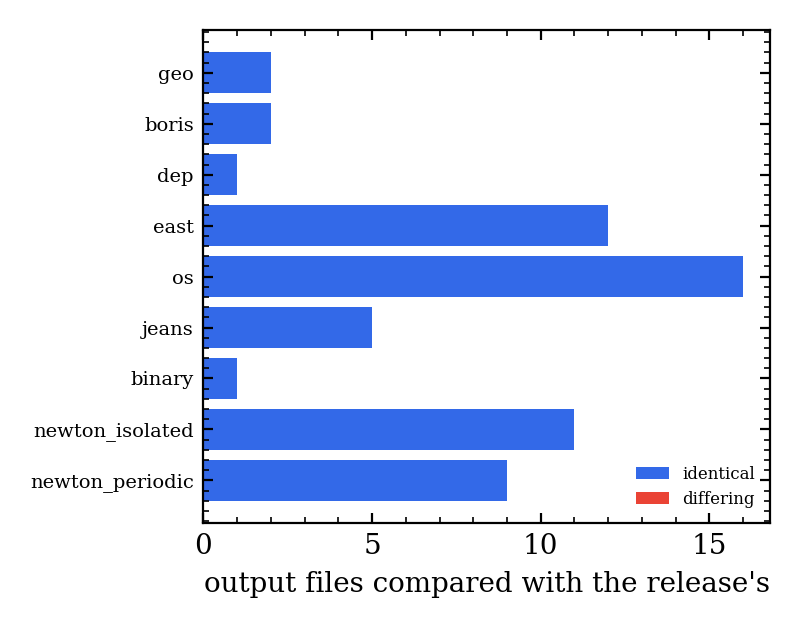 geo
boris
dep
east
os
jeans
binary
newton_isolated
newton_periodic
identical
differing
0 5 10 15
output files compared with the release's